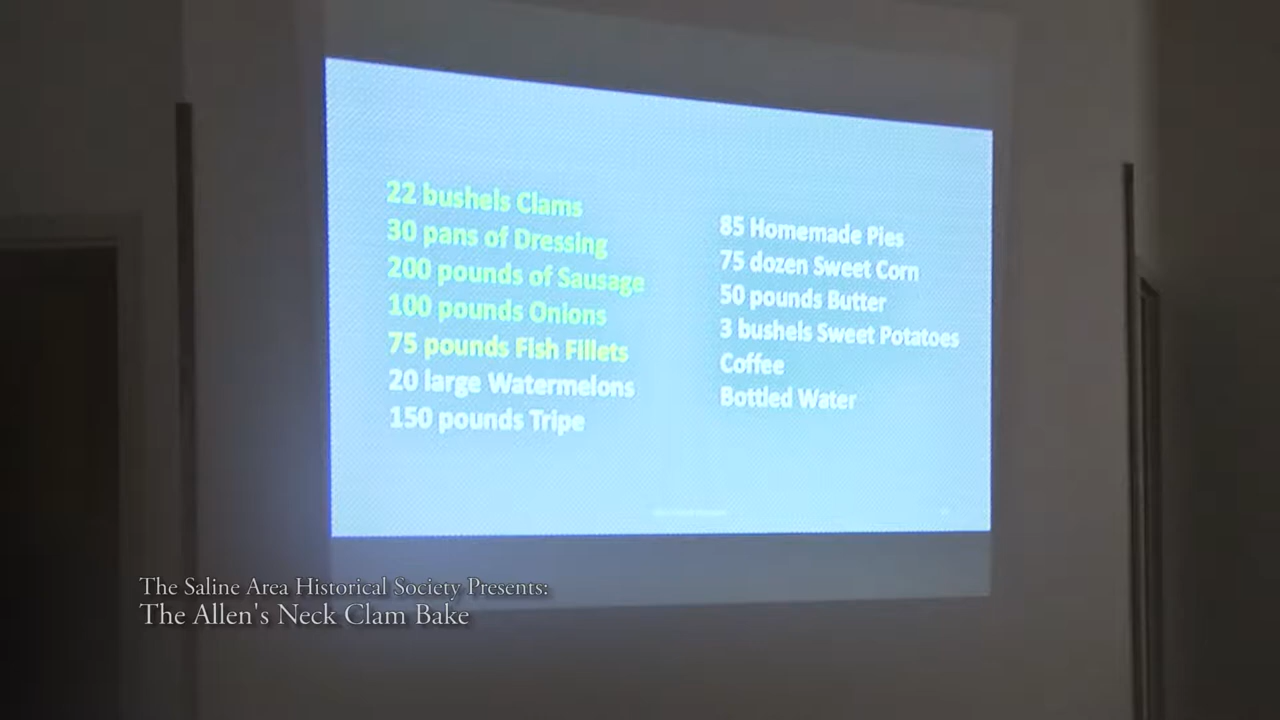 22 bushels Clams
30 pans of Dressing
200 pounds of Sausage
100 pounds Onions
75 pounds Fish Fillets
20 large Watermelons
150 pounds Tripe
85 Homemade Pies
75 dozen Sweet Corn
50 pounds Butter
3 bushels Sweet Potatoes
Coffee
Bottled Water
The Saline Area Historical Society Presents:
The Allen's Neck Clam Bake